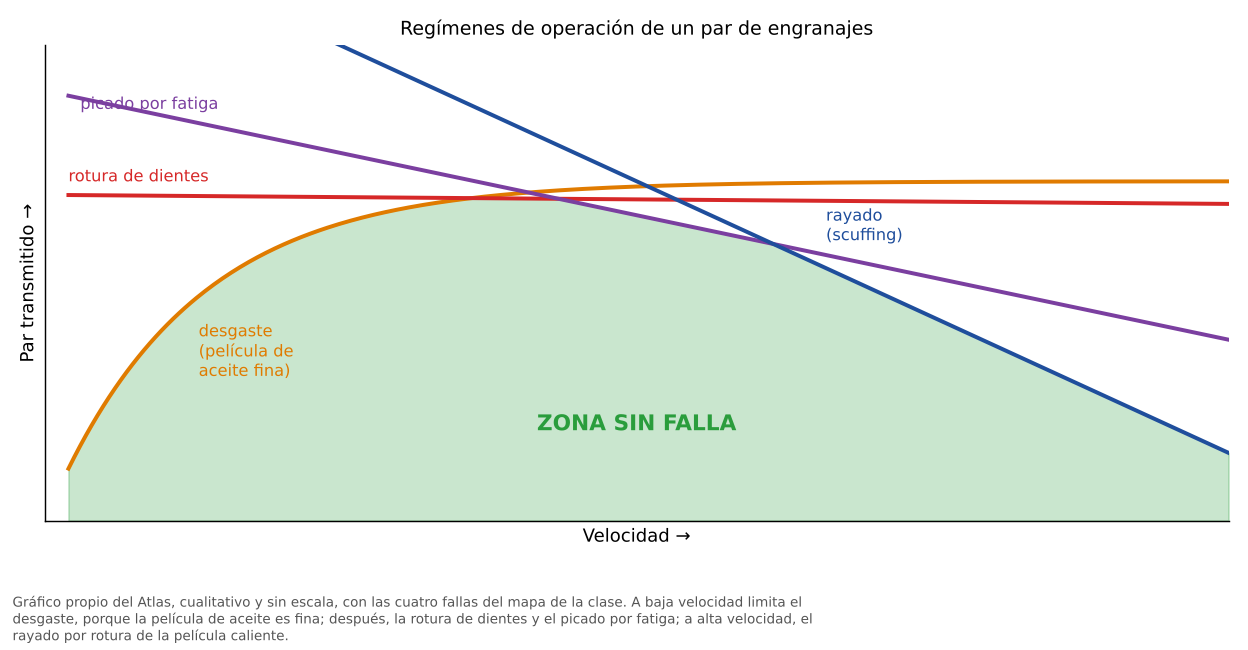 Regímenes de operación de un par de engranajes
picado por fatiga
rotura de dientes
rayado
(scuffing)
desgaste
(película de
aceite fina)
ZONA SIN FALLA
Par transmitido →
Velocidad →
Gráfico propio del Atlas, cualitativo y sin escala, con las cuatro fallas del mapa de la clase. A baja velocidad limita el
desgaste, porque la película de aceite es fina; después, la rotura de dientes y el picado por fatiga; a alta velocidad, el
rayado por rotura de la película caliente.